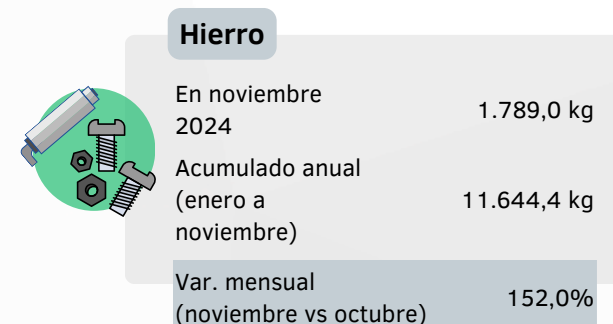 Hierro
En noviembre
2024
1.789,0 kg
Acumulado anual
(enero a
noviembre)
11.644,4 kg
Var. mensual
(noviembre vs octubre)
152,0%